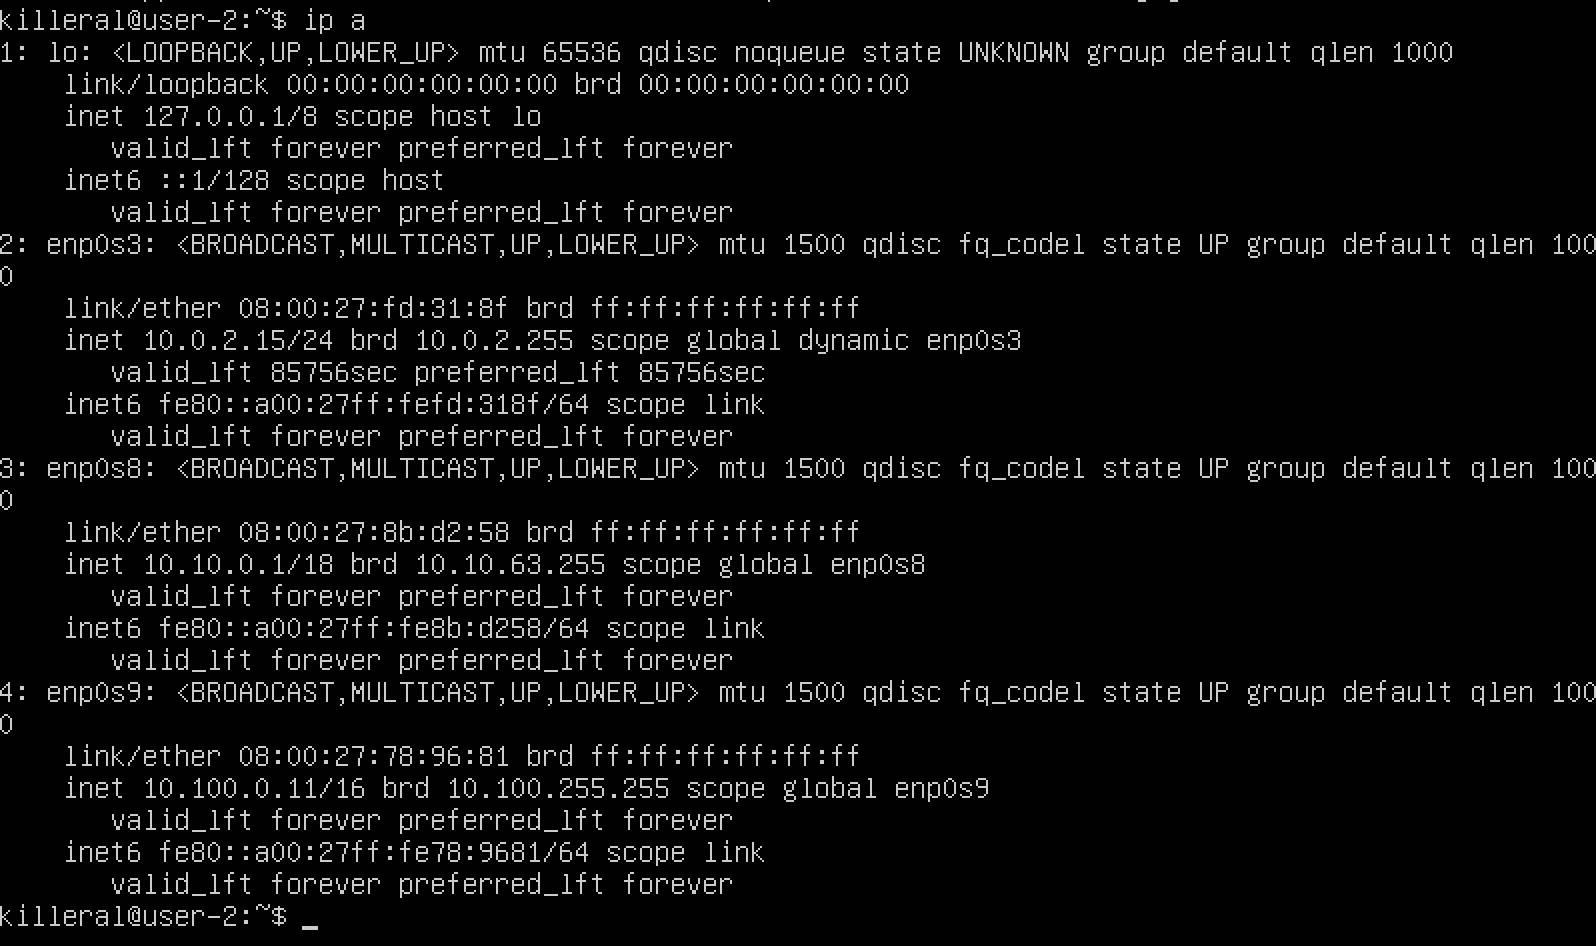 killeral@user-2:~$ ip a
1: lo: <LOOPBACK,UP,LOWER_UP> mtu 65536 qdisc noqueue state UNKNOWN group default qlen 1000
    link/loopback 00:00:00:00:00:00 brd 00:00:00:00:00:00
    inet 127.0.0.1/8 scope host lo
       valid_lft forever preferred_lft forever
    inet6 ::1/128 scope host
       valid_lft forever preferred_lft forever
2: enp0s3: <BROADCAST,MULTICAST,UP,LOWER_UP> mtu 1500 qdisc fq_codel state UP group default qlen 100
0
    link/ether 08:00:27:fd:31:8f brd ff:ff:ff:ff:ff:ff
    inet 10.0.2.15/24 brd 10.0.2.255 scope global dynamic enp0s3
       valid_lft 85756sec preferred_lft 85756sec
    inet6 fe80::a00:27ff:fefd:318f/64 scope link
       valid_lft forever preferred_lft forever
3: enp0s8: <BROADCAST,MULTICAST,UP,LOWER_UP> mtu 1500 qdisc fq_codel state UP group default qlen 100
0
    link/ether 08:00:27:8b:d2:58 brd ff:ff:ff:ff:ff:ff
    inet 10.10.0.1/18 brd 10.10.63.255 scope global enp0s8
       valid_lft forever preferred_lft forever
    inet6 fe80::a00:27ff:fe8b:d258/64 scope link
       valid_lft forever preferred_lft forever
4: enp0s9: <BROADCAST,MULTICAST,UP,LOWER_UP> mtu 1500 qdisc fq_codel state UP group default qlen 100
0
    link/ether 08:00:27:78:96:81 brd ff:ff:ff:ff:ff:ff
    inet 10.100.0.11/16 brd 10.100.255.255 scope global enp0s9
       valid_lft forever preferred_lft forever
    inet6 fe80::a00:27ff:fe78:9681/64 scope link
       valid_lft forever preferred_lft forever
killeral@user-2:~$ _